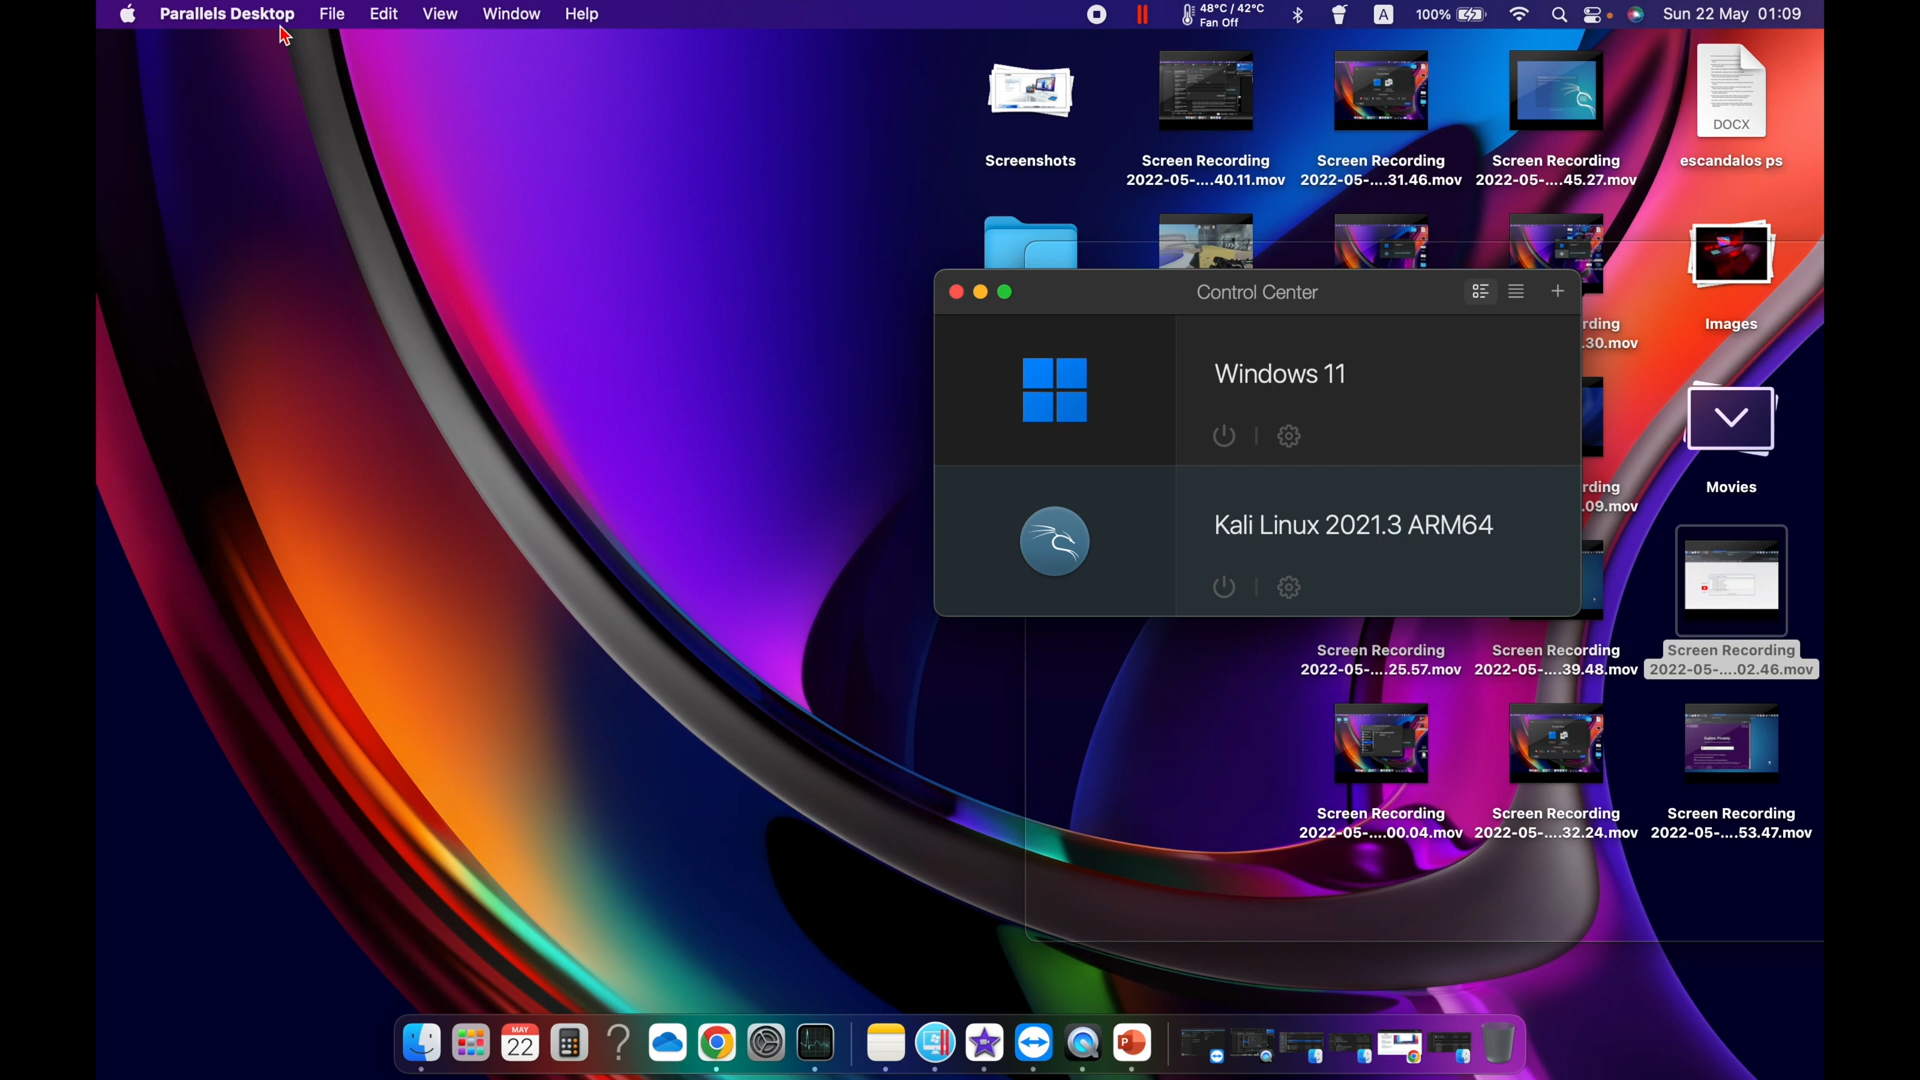 Parallels Desktop File Edit View Window Help
48°C / 42°C
Fan Off
A
100%
Sun 22 May 01:09
Screenshots
Screen Recording
2022-05-....40.11.mov
Screen Recording
2022-05-....31.46.mov
Screen Recording
2022-05-....45.27.mov
DOCX
escandalos ps
Control Center
Windows 11
Kali Linux 2021.3 ARM64
rding
.30.mov
Images
rding
.09.mov
Movies
Screen Recording
2022-05-....25.57.mov
Screen Recording
2022-05-....39.48.mov
Screen Recording
2022-05-....02.46.mov
Screen Recording
2022-05-....00.04.mov
Screen Recording
2022-05-....32.24.mov
Screen Recording
2022-05-....53.47.mov
MAY
22
?
P